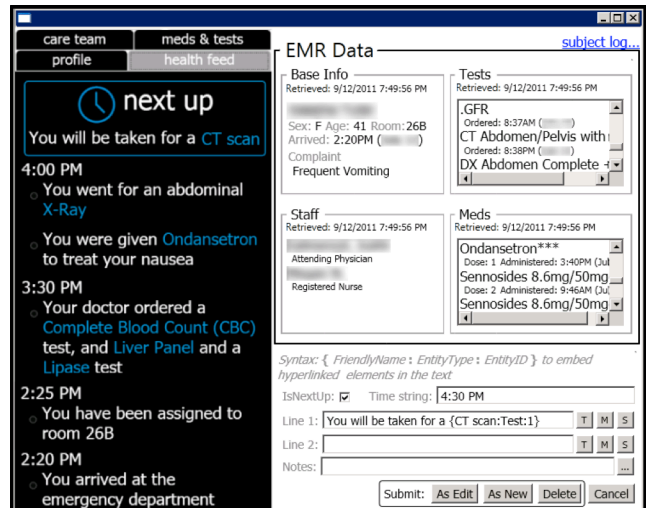 care team
meds & tests
profile
health feed
next up
You will be taken for a CT scan
4:00 PM
You went for an abdominal
X-Ray
You were given Ondansetron
to treat your nausea
3:30 PM
Your doctor ordered a
Complete Blood Count (CBC)
test, and Liver Panel and a
Lipase test
2:25 PM
You have been assigned to
room 26B
2:20 PM
You arrived at the
emergency department
EMR Data
subject log...
Base Info
Retrieved: 9/12/2011 7:49:56 PM
Sex: F Age: 41 Room:26B
Arrived: 2:20PM (
Complaint
Frequent Vomiting
Tests
Retrieved: 9/12/2011 7:49:56 PM
.GFR
Ordered: 8:37AM ( )
CT Abdomen/Pelvis with
Ordered: 8:38PM ( )
DX Abdomen Complete +
Staff
Retrieved: 9/12/2011 7:49:56 PM
Attending Physician
Registered Nurse
Meds
Retrieved: 9/12/2011 7:49:56 PM
Ondansetron***
Dose: 1 Administered: 3:40PM (Jul
Sennosides 8.6mg/50mg
Dose: 2 Administered: 9:46AM (Jul
Sennosides 8.6mg/50mg
Syntax: { FriendlyName : EntityType : EntityID } to embed
hyperlinked elements in the text
IsNextUp: Time string: 4:30 PM
Line 1: You will be taken for a {CT scan:Test:1} T M S
Line 2: T M S
Notes: ...
Submit: As Edit As New Delete Cancel